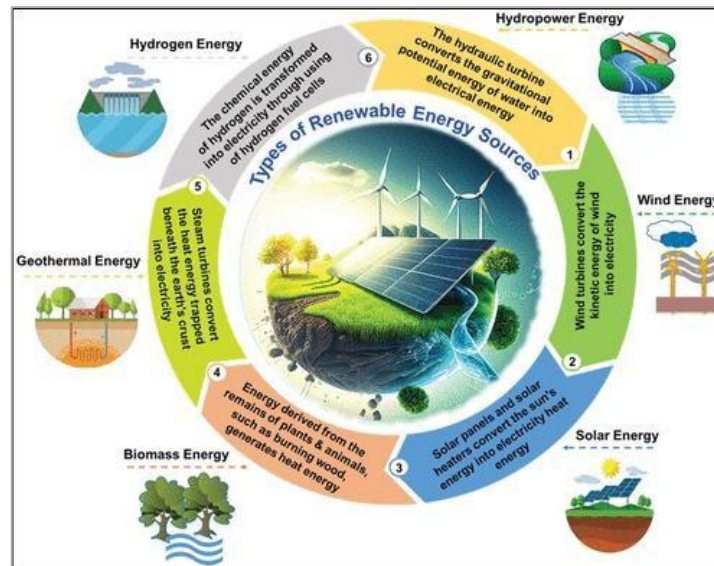 Hydropower Energy
The hydraulic turbine
converts the gravitational
potential energy of water into
electrical energy
1
Wind Energy
Wind turbines convert the
kinetic energy of wind
into electricity
2
Solar Energy
Solar panels and solar
heaters convert the sun's
energy into electricity heat
energy
3
Biomass Energy
Energy derived from the
remains of plants & animals,
such as burning wood,
generates heat energy
4
Geothermal Energy
Steam turbines convert
the heat energy trapped
beneath the earth's crust
into electricity
5
Hydrogen Energy
The chemical energy
of hydrogen is transformed
into electricity through using
of hydrogen fuel cells
6
Types of Renewable Energy Sources